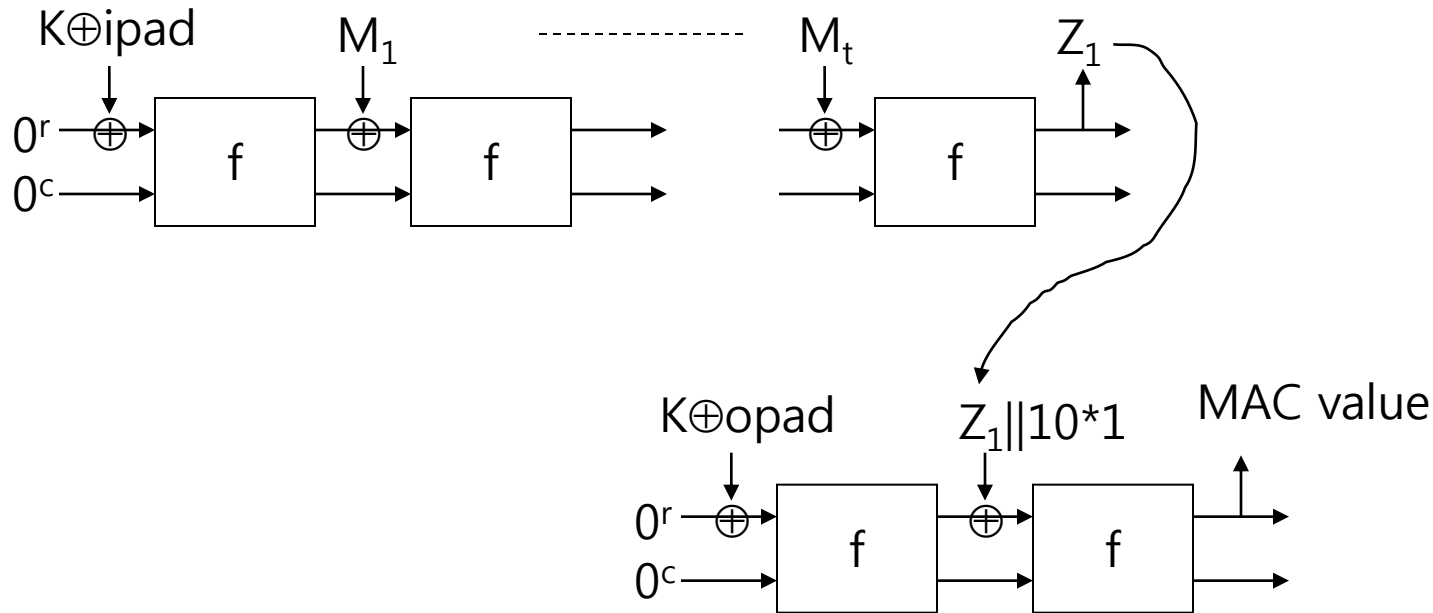 K⊕ipad M₁ Mₜ Z₁
0ʳ
f f f
0ᶜ
K⊕opad Z₁||10*1 MAC value
0ʳ
f f
0ᶜ